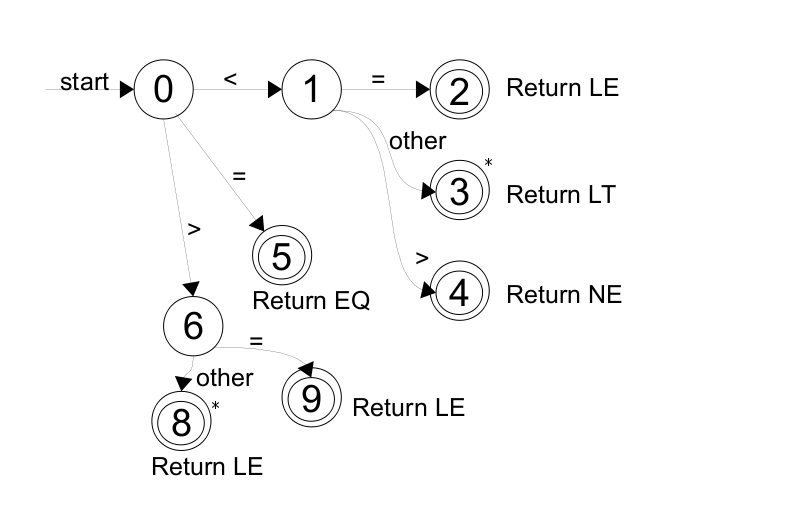 start 0 < 1 = 2 Return LE
other
3 * Return LT
= 
>
5
> 4 Return NE
Return EQ
6 =
other
8 * 9 Return LE
Return LE